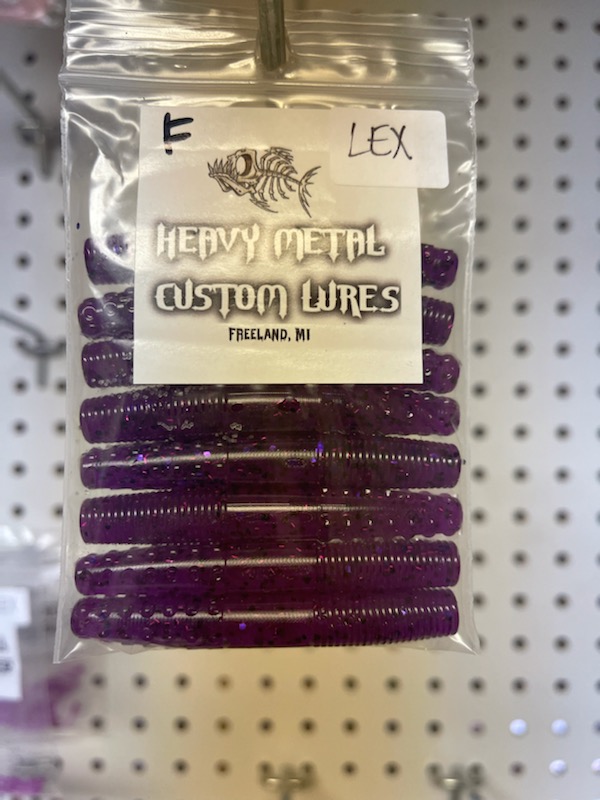 F
LEX
HEAVY METAL
CUSTOM LURES
FREELAND, MI